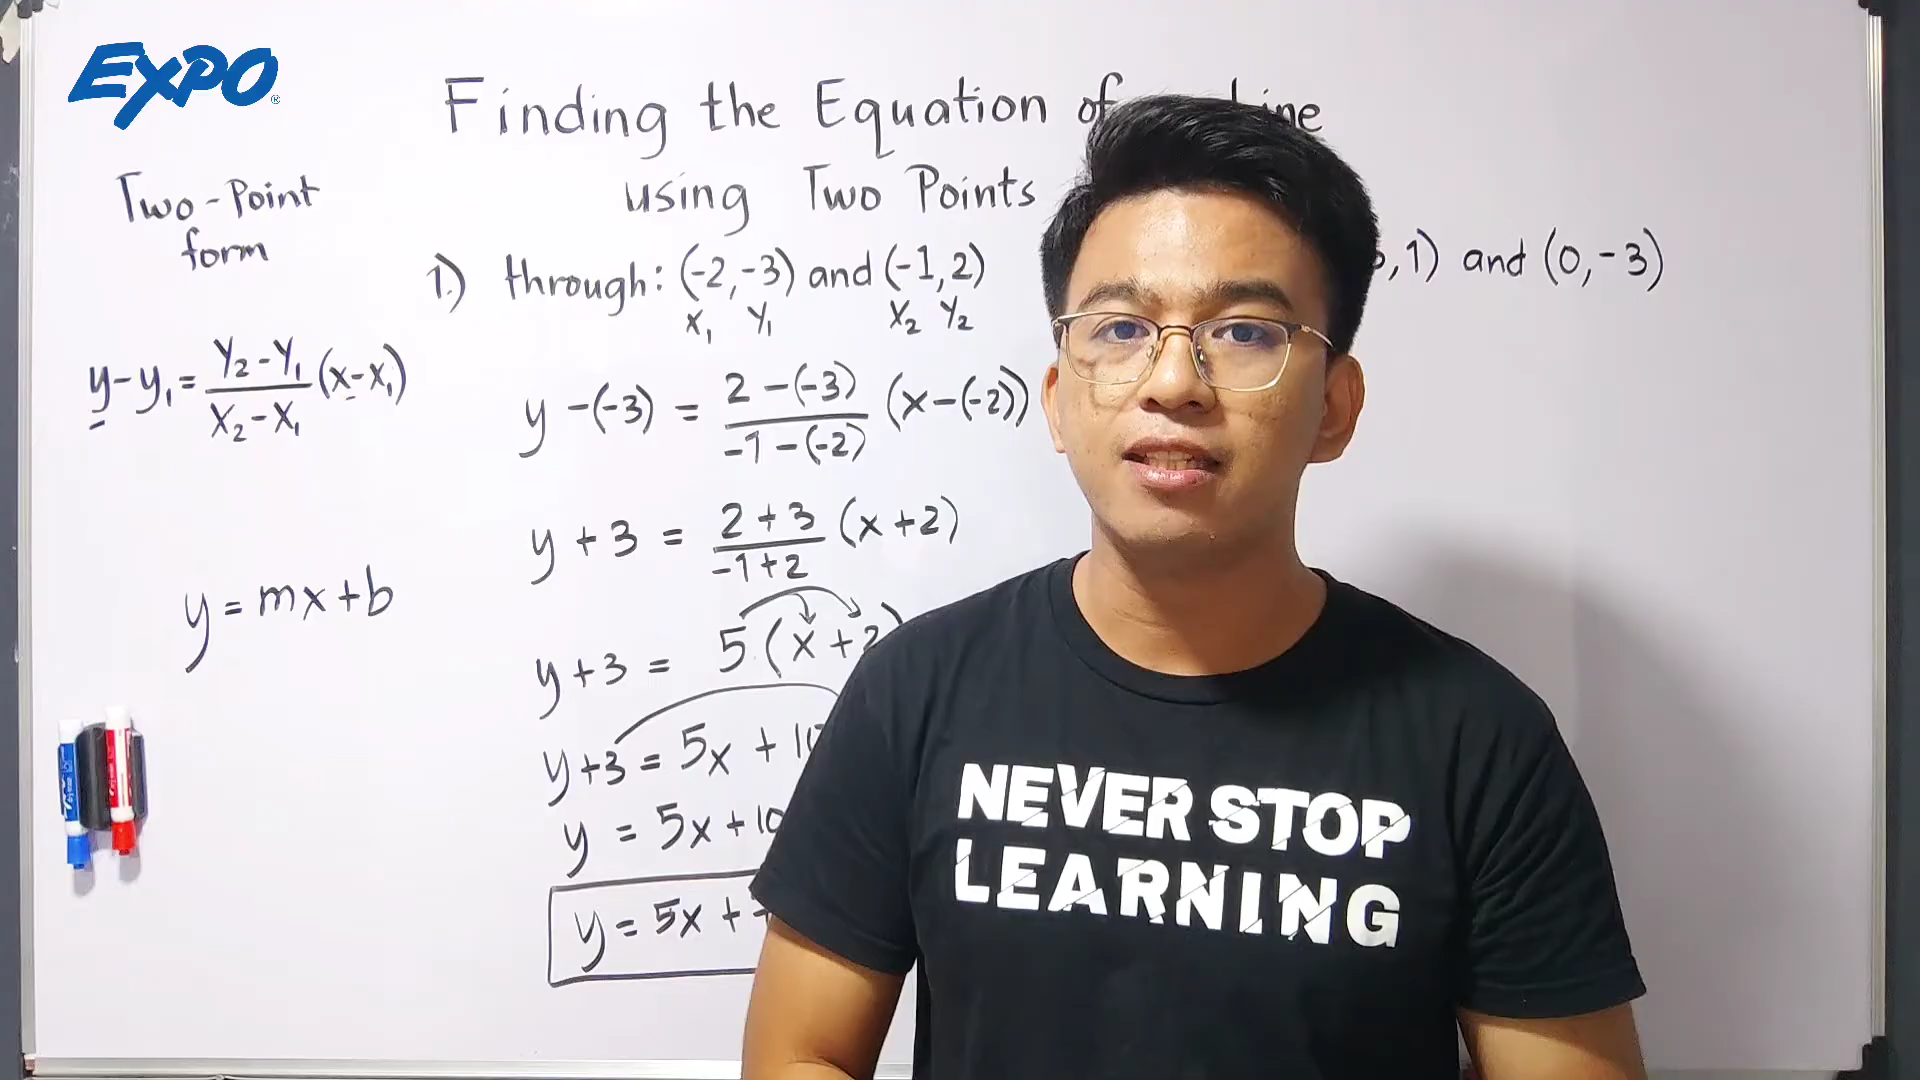 EXPO
Finding the Equation of Line
using Two Points
Two-Point
form
y-y₁=Y₂-Y₁/X₂-X₁(x-x₁)
y=mx+b
1.) through: (-2,-3) and (-1,2)
X₁ Y₁ X₂ Y₂
y-(-3) = 2-(-3)/-1-(-2) (x-(-2))
y+3 = 2+3/-1+2 (x+2)
y+3 = 5(x+2)
y+3 = 5x+10
y = 5x+10
y = 5x+
,1) and (0,-3)
NEVER STOP
LEARNING